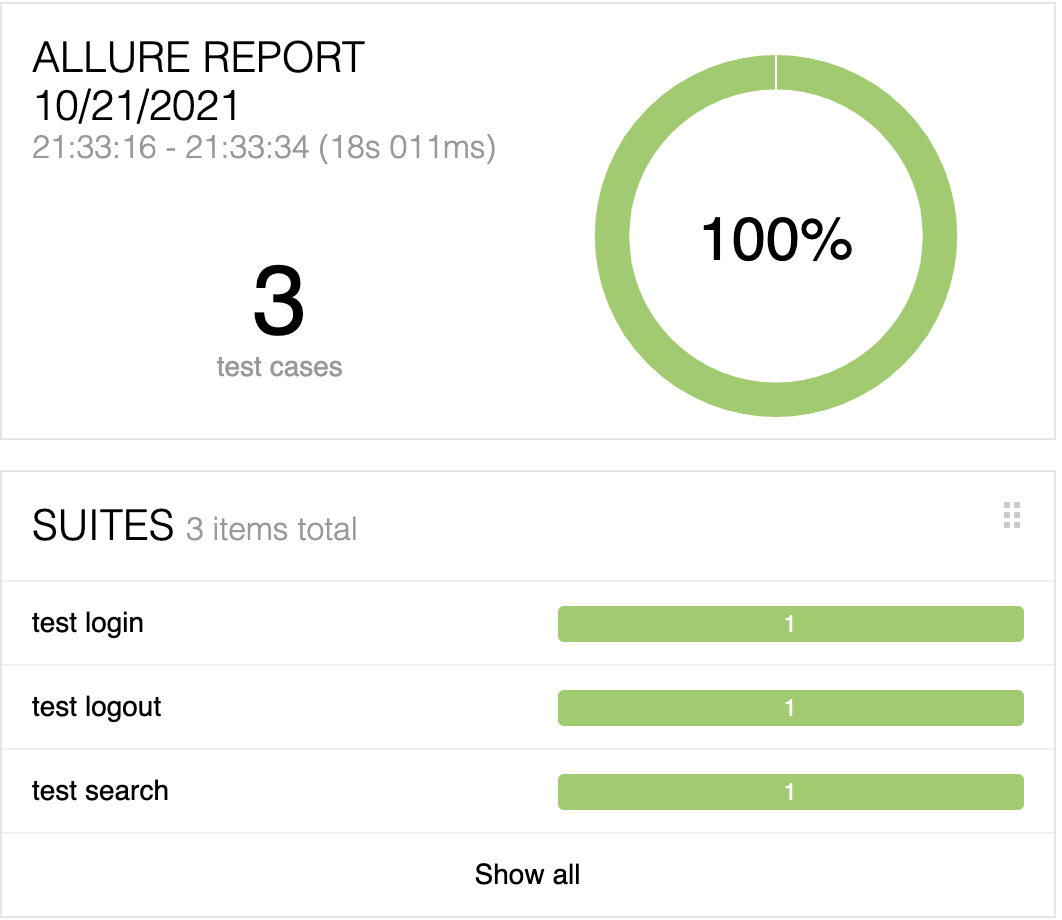 ALLURE REPORT
10/21/2021
21:33:16 - 21:33:34 (18s 011ms)
3
test cases
100%
SUITES 3 items total
test login 1
test logout 1
test search 1
Show all